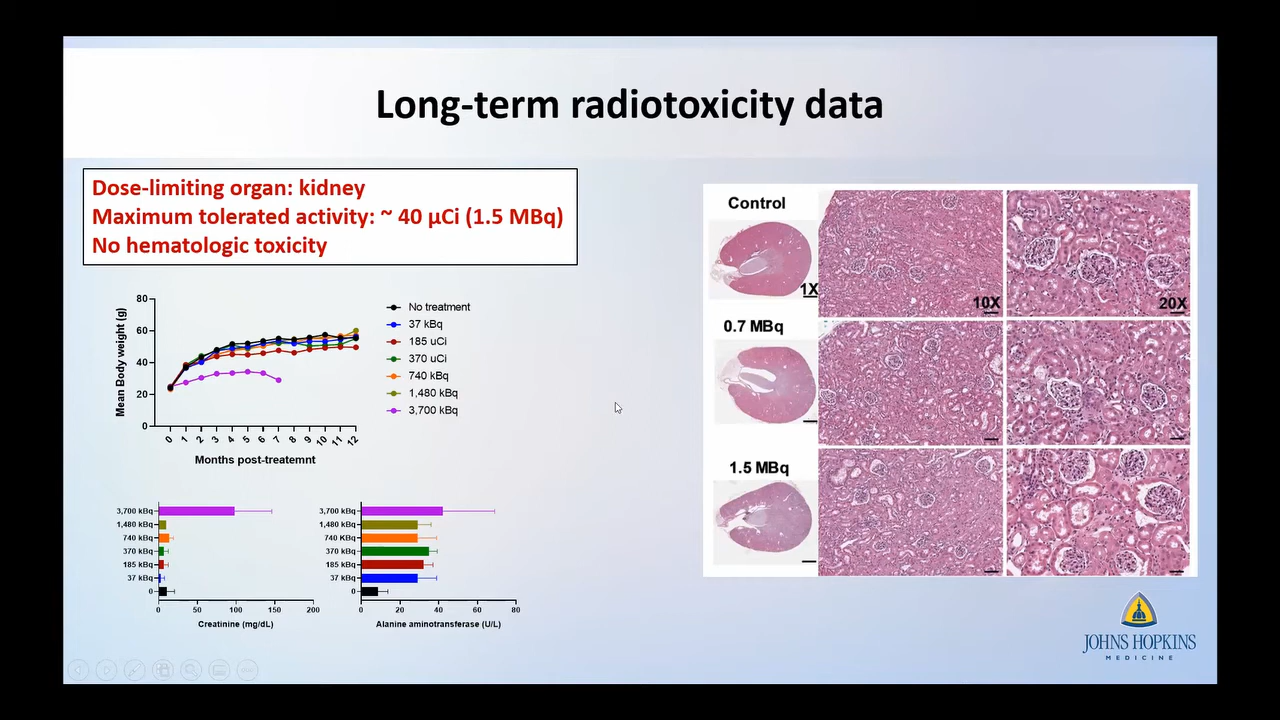 Long-term radiotoxicity data
Dose-limiting organ: kidney
Maximum tolerated activity: ~ 40 µCi (1.5 MBq)
No hematologic toxicity
Mean Body weight (g)
80
60
40
20
0
0 1 2 3 4 5 6 7 8 9 10 11 12
Months post-treatemnt
No treatment
37 kBq
185 uCi
370 uCi
740 kBq
1,480 kBq
3,700 kBq
3,700 kBq
1,480 kBq
740 kBq
370 kBq
185 kBq
37 kBq
0
0 50 100 150 200
Creatinine (mg/dL)
3,700 kBq
1,480 kBq
740 KBq
370 kBq
185 kBq
37 kBq
0
0 20 40 60 80
Alanine aminotransferase (U/L)
Control
1X
10X
20X
0.7 MBq
1.5 MBq
JOHNS HOPKINS
MEDICINE